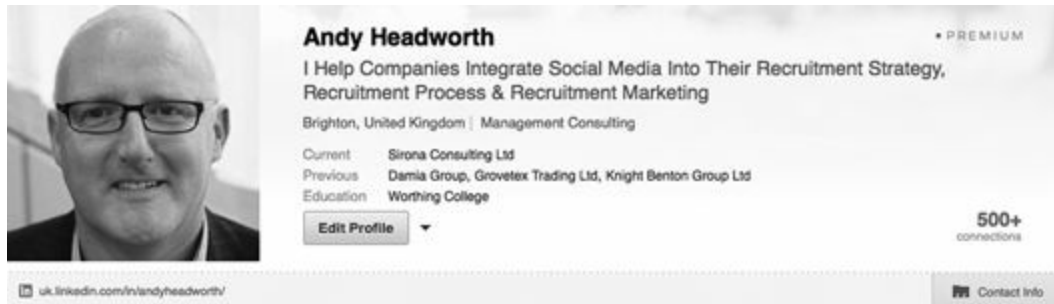 Andy Headworth
• PREMIUM
I Help Companies Integrate Social Media Into Their Recruitment Strategy,
Recruitment Process & Recruitment Marketing
Brighton, United Kingdom | Management Consulting
Current Sirona Consulting Ltd
Previous Damia Group, Grovetex Trading Ltd, Knight Benton Group Ltd
Education Worthing College
Edit Profile
500+
connections
in uk.linkedin.com/in/andyheadworth/
Contact Info